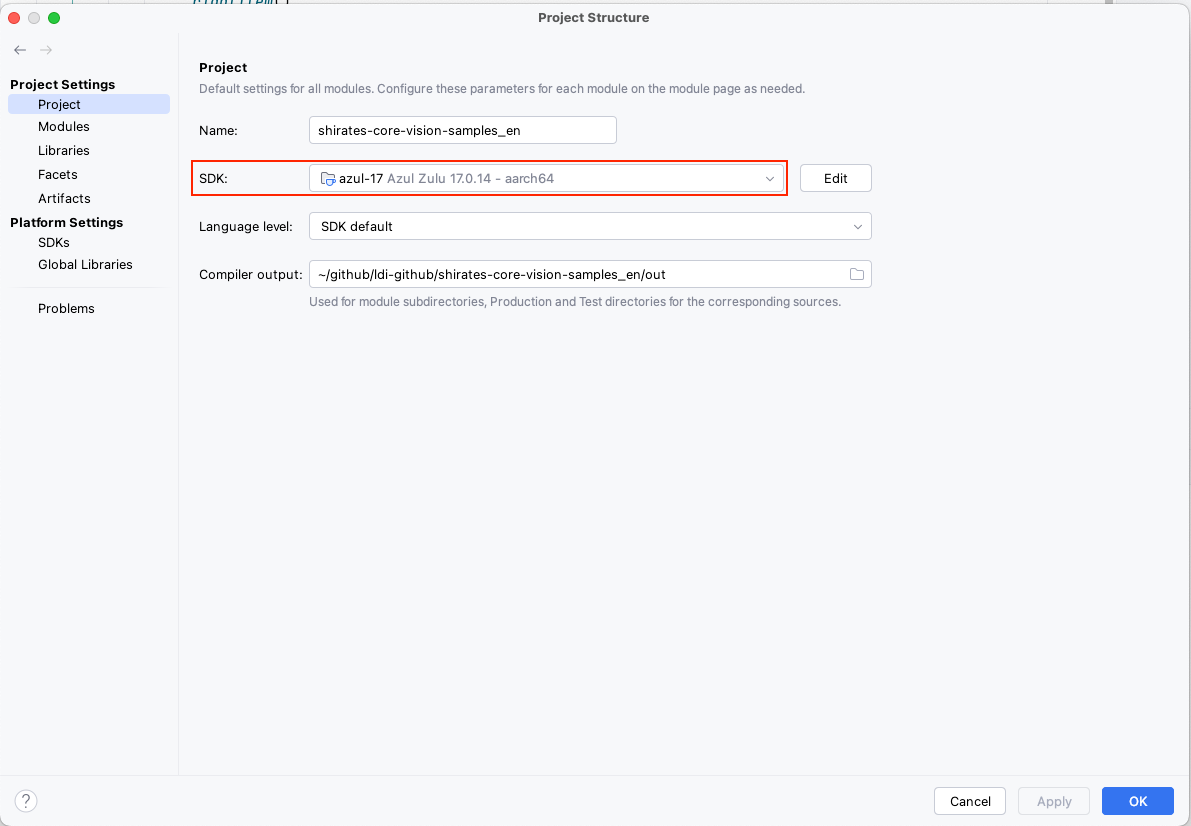 Project Structure
Project Settings
Project
Modules
Libraries
Facets
Artifacts
Platform Settings
SDKs
Global Libraries
Problems
Project
Default settings for all modules. Configure these parameters for each module on the module page as needed.
Name: shirates-core-vision-samples_en
SDK: azul-17 Azul Zulu 17.0.14 - aarch64 Edit
Language level: SDK default
Compiler output: ~/github/ldi-github/shirates-core-vision-samples_en/out
Used for module subdirectories, Production and Test directories for the corresponding sources.
? Cancel Apply OK